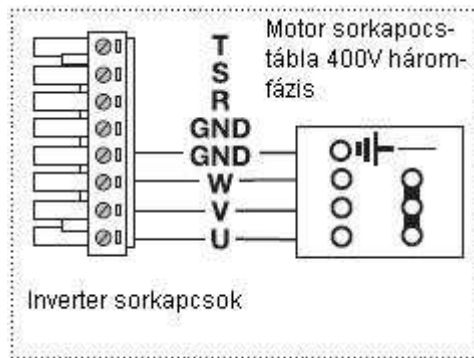 Motor sorkapocs-
tábla 400V három-
fázis
T
S
R
GND
GND
W
V
U
Inverter sorkapcsok